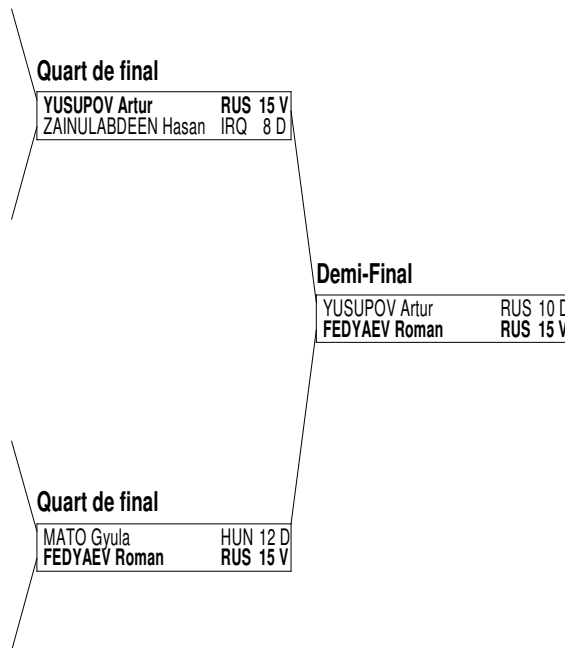 Quart de final
YUSUPOV Artur RUS 15 V
ZAINULABDEEN Hasan IRQ 8 D
Demi-Final
YUSUPOV Artur RUS 10 D
FEDYAEV Roman RUS 15 V
Quart de final
MATO Gyula HUN 12 D
FEDYAEV Roman RUS 15 V